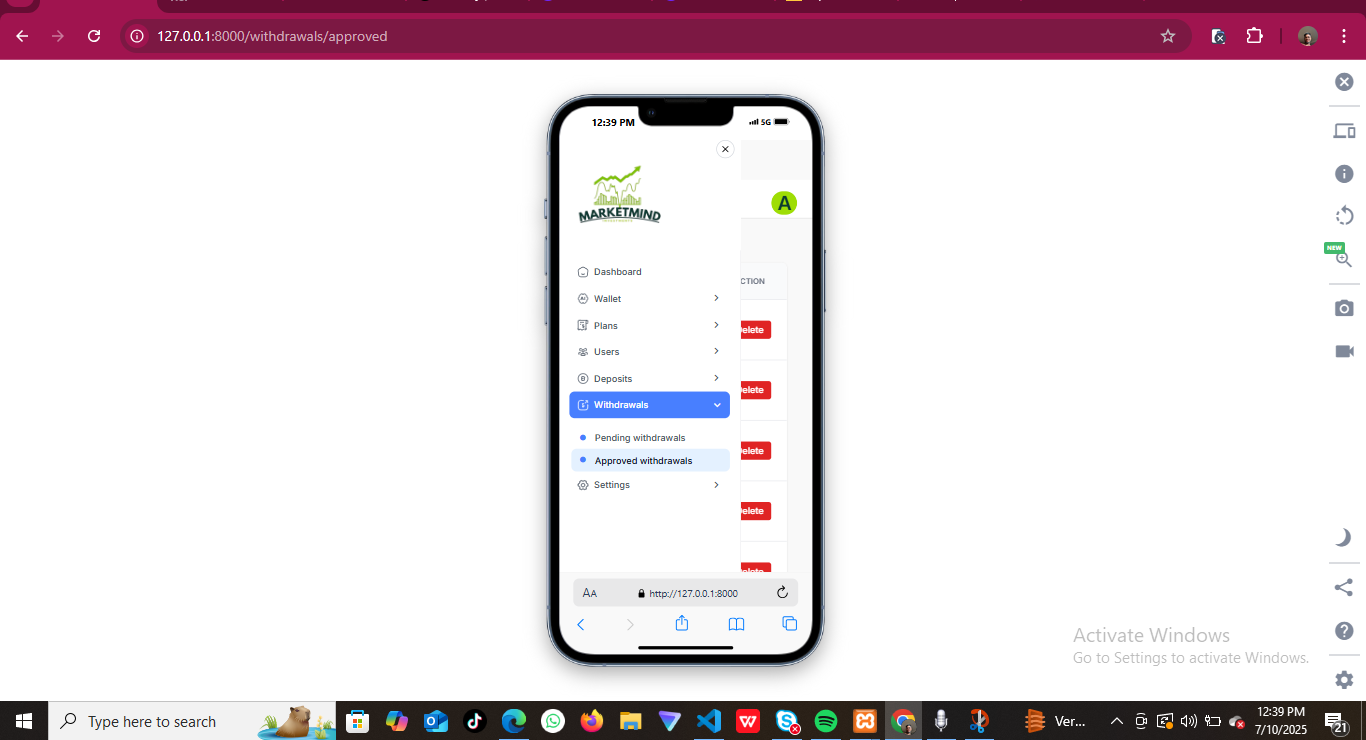 127.0.0.1:8000/withdrawals/approved
12:39 PM
5G
MARKETMIND
A
Dashboard
Wallet
CTION
Plans
elete
Users
Deposits
elete
Withdrawals
Pending withdrawals
elete
Approved withdrawals
Settings
elete
elete
AA
http://127.0.0.1:8000
NEW
Activate Windows
Go to Settings to activate Windows.
Type here to search
Ver...
12:39 PM
7/10/2025
21